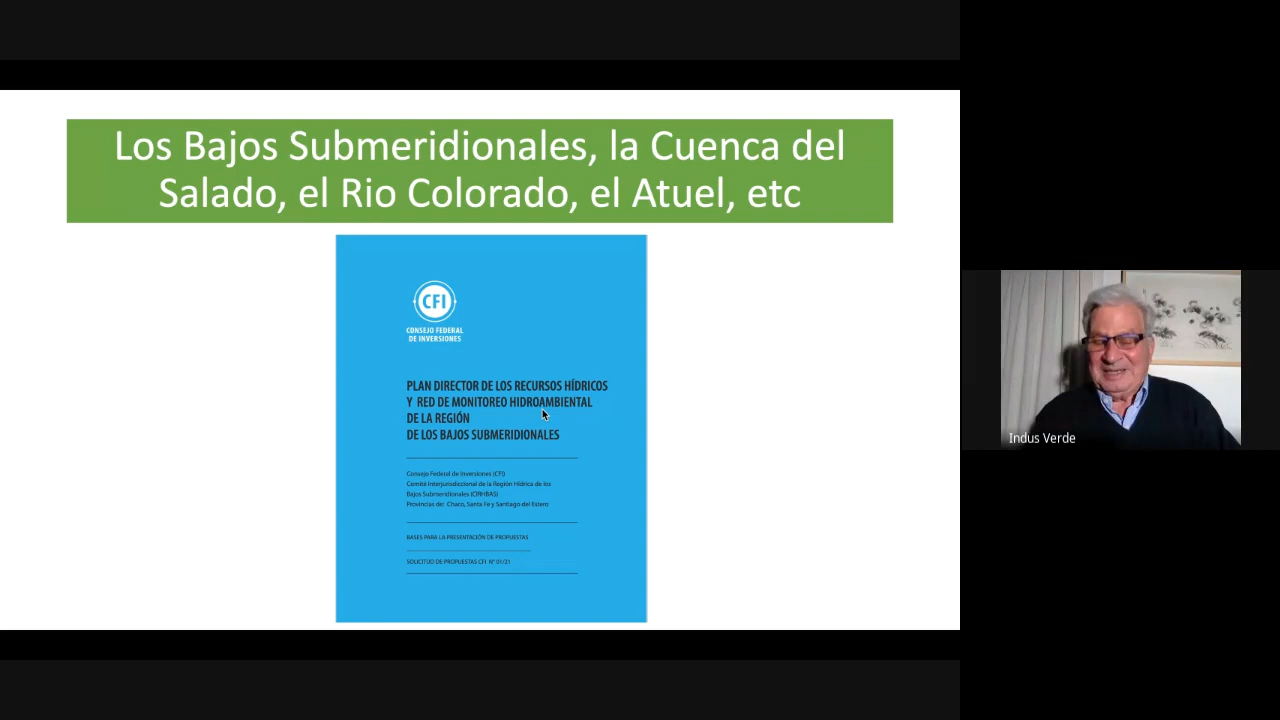 Los Bajos Submeridionales, la Cuenca del
Salado, el Rio Colorado, el Atuel, etc
CFI
CONSEJO FEDERAL
DE INVERSIONES
PLAN DIRECTOR DE LOS RECURSOS HÍDRICOS
Y RED DE MONITOREO HIDROAMBIENTAL
DE LA REGIÓN
DE LOS BAJOS SUBMERIDIONALES
Consejo Federal de Inversiones (CFI)
Comité Interjurisdiccional de la Región Hídrica de los
Bajos Submeridionales (CIRHBAS)
Provincias de: Chaco, Santa Fe y Santiago del Estero
BASES PARA LA PRESENTACIÓN DE PROPUESTAS
SOLICITUD DE PROPUESTAS CFI N° 01/21
Indus Verde